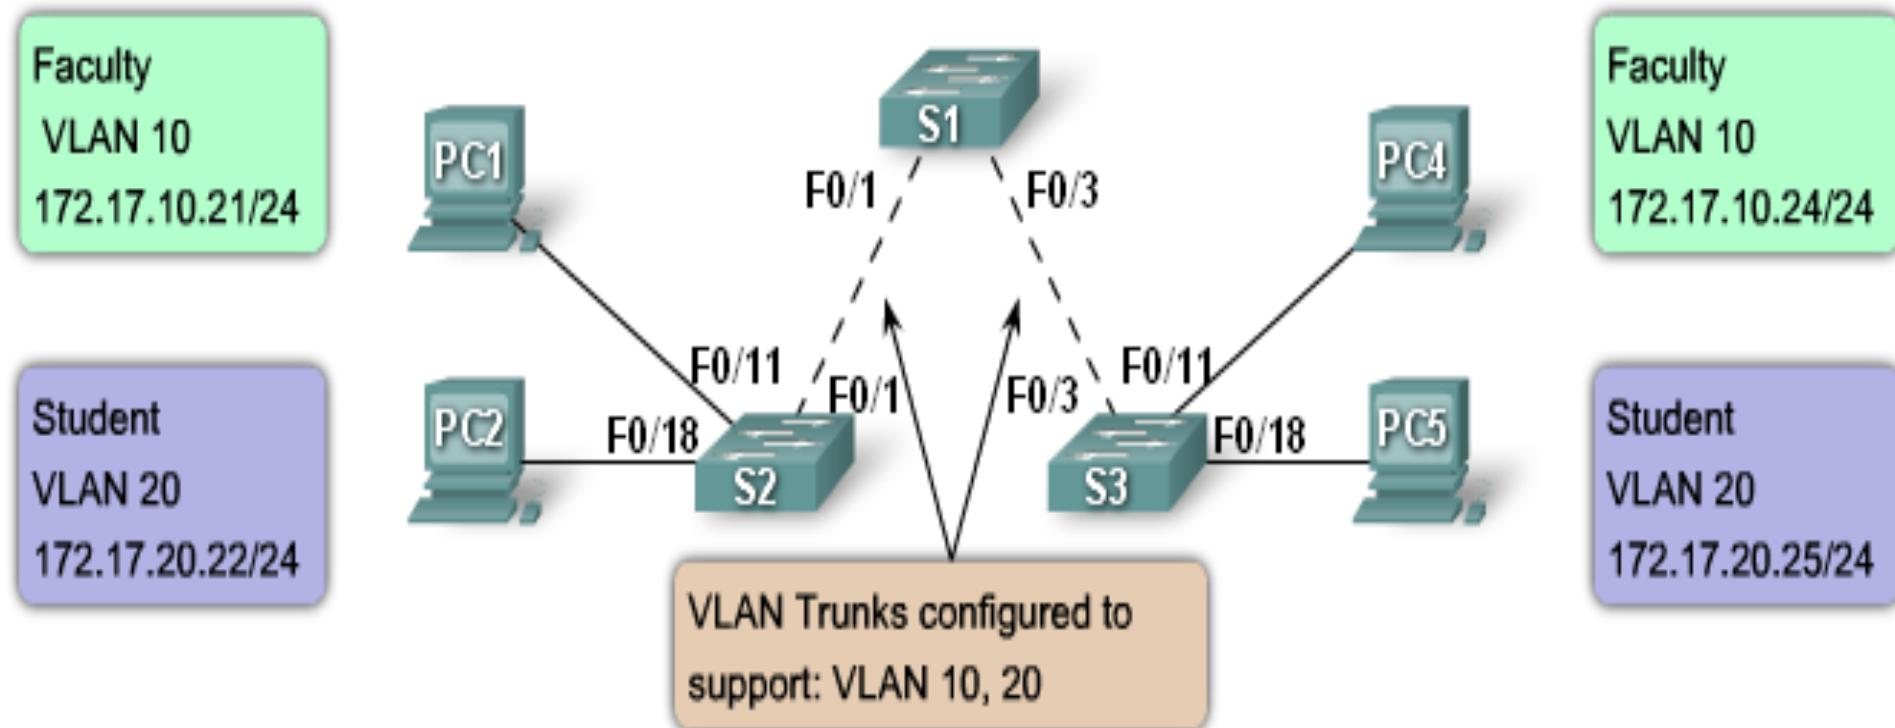 Faculty
VLAN 10
172.17.10.21/24
PC1
S1
F0/1
F0/3
PC4
Faculty
VLAN 10
172.17.10.24/24
Student
VLAN 20
172.17.20.22/24
PC2
F0/11
F0/18
F0/1
S2
F0/3
F0/11
F0/18
S3
PC5
Student
VLAN 20
172.17.20.25/24
VLAN Trunks configured to
support: VLAN 10, 20